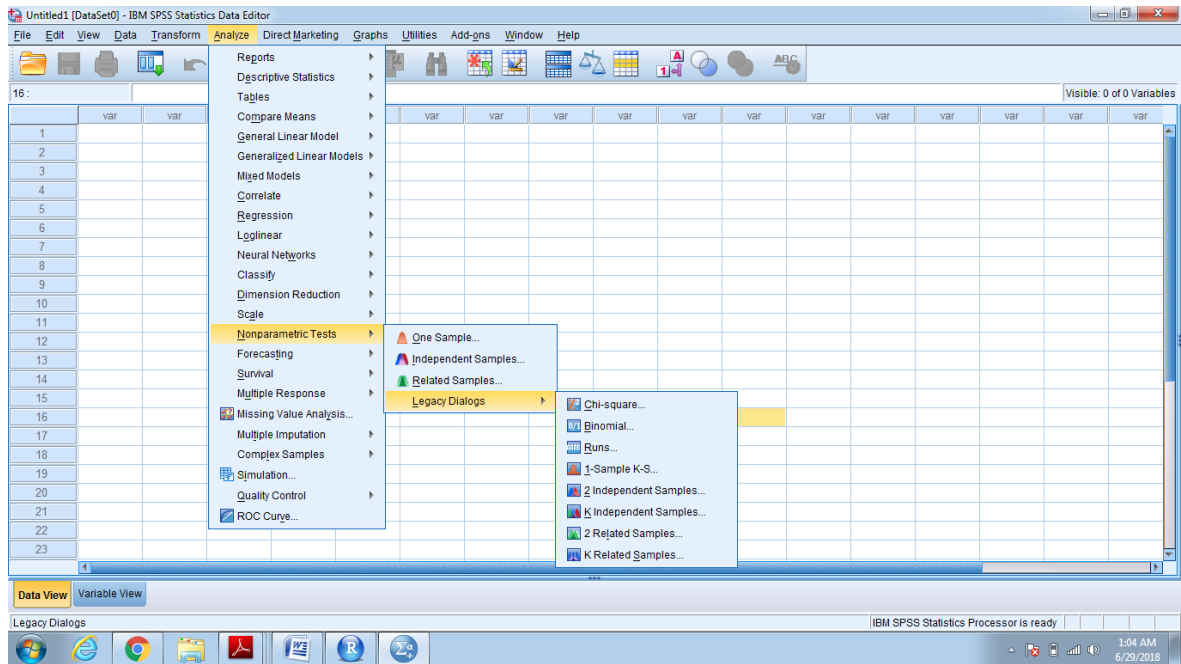 Untitled1 [DataSet0] - IBM SPSS Statistics Data Editor
File Edit View Data Transform Analyze Direct Marketing Graphs Utilities Add-ons Window Help
A
1
ABC
16 :
Visible: 0 of 0 Variables
var var var var var var var var var var var var var
1
2
3
4
5
6
7
8
9
10
11
12
13
14
15
16
17
18
19
20
21
22
23
Reports
Descriptive Statistics
Tables
Compare Means
General Linear Model
Generalized Linear Models
Mixed Models
Correlate
Regression
Loglinear
Neural Networks
Classify
Dimension Reduction
Scale
Nonparametric Tests
Forecasting
Survival
Multiple Response
Missing Value Analysis...
Multiple Imputation
Complex Samples
Simulation...
Quality Control
ROC Curve...
One Sample...
Independent Samples...
Related Samples...
Legacy Dialogs
Chi-square...
Binomial...
Runs...
1-Sample K-S...
2 Independent Samples...
K Independent Samples...
2 Related Samples...
K Related Samples...
Data View Variable View
Legacy Dialogs
IBM SPSS Statistics Processor is ready
R
Σα
1:04 AM
6/29/2018